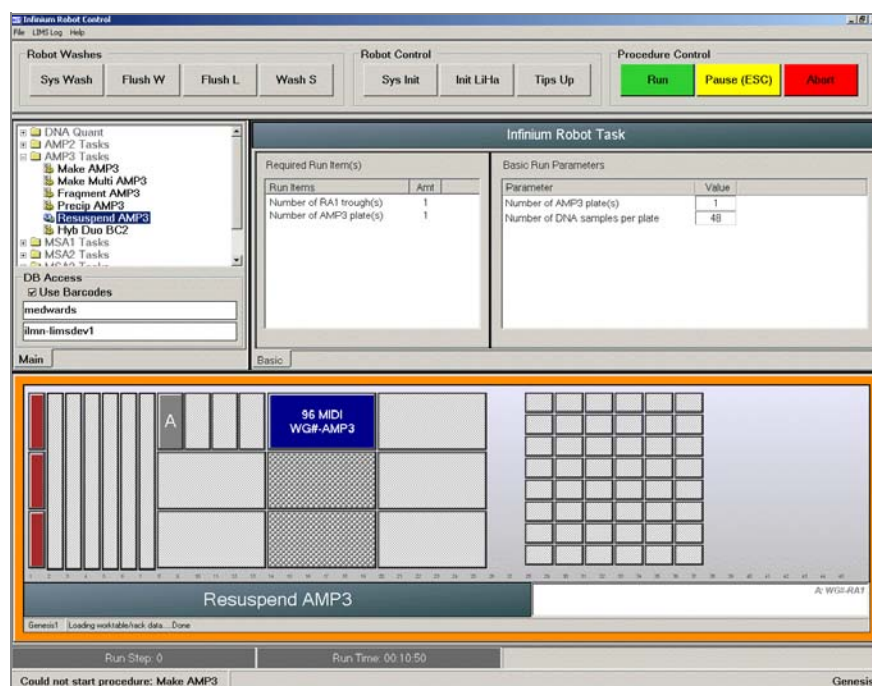 Infinium Robot Control
File LIMS Log Help
Robot Washes
Sys Wash Flush W Flush L Wash S
Robot Control
Sys Init Init LiHa Tips Up
Procedure Control
Run Pause (ESC) Abort
DNA Quant
AMP2 Tasks
AMP3 Tasks
Make AMP3
Make Multi AMP3
Fragment AMP3
Precip AMP3
Resuspend AMP3
Hyb Duo BC2
MSA1 Tasks
MSA2 Tasks
DB Access
Use Barcodes
medwards
ilmn-limsdev1
Main
Infinium Robot Task
Required Run Item(s)
Run Items Amt
Number of RA1 trough(s) 1
Number of AMP3 plate(s) 1
Basic Run Parameters
Parameter Value
Number of AMP3 plate(s) 1
Number of DNA samples per plate 48
Basic
A
96 MIDI
WG#-AMP3
Resuspend AMP3
A: WG#-RA1
Genesis1 Loading worktable/rack data... Done
Run Step: 0 Run Time: 00:10:50
Could not start procedure: Make AMP3 Genesis